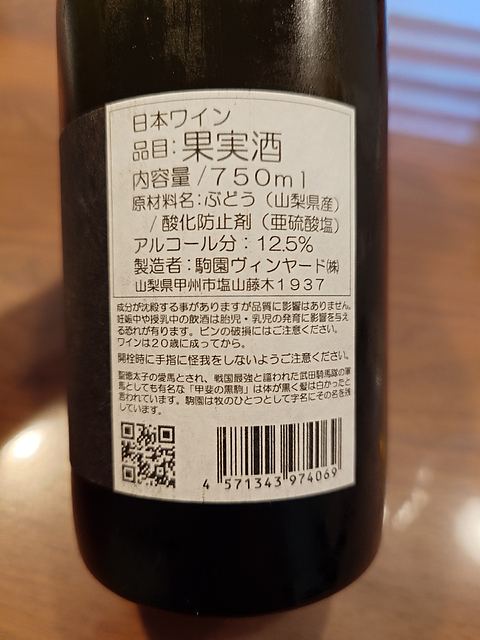 日本ワイン
品目：果実酒
内容量／７５０ｍｌ
原材料名：ぶどう（山梨県産）
／酸化防止剤（亜硫酸塩）
アルコール分：12.5％
製造者：駒園ヴィンヤード㈱
山梨県甲州市塩山藤木１９３７
成分が沈殿する事がありますが品質に影響はありません。
妊娠中や授乳中の飲酒は胎児・乳児の発育に影響を与え
る恐れが有ります。ビンの破損にはご注意ください。
ワインは２０歳に成ってから。
開栓時に手指に怪我をしないようご注意ください。
聖徳太子の愛馬とされ、戦国最強と謳われた武田騎馬隊の軍
馬としても有名な「甲斐の黒駒」は体が黒く髪は白かったと
思われています。駒園は牧のひとつとして字名にその名を残
しています。
4 571343 974069